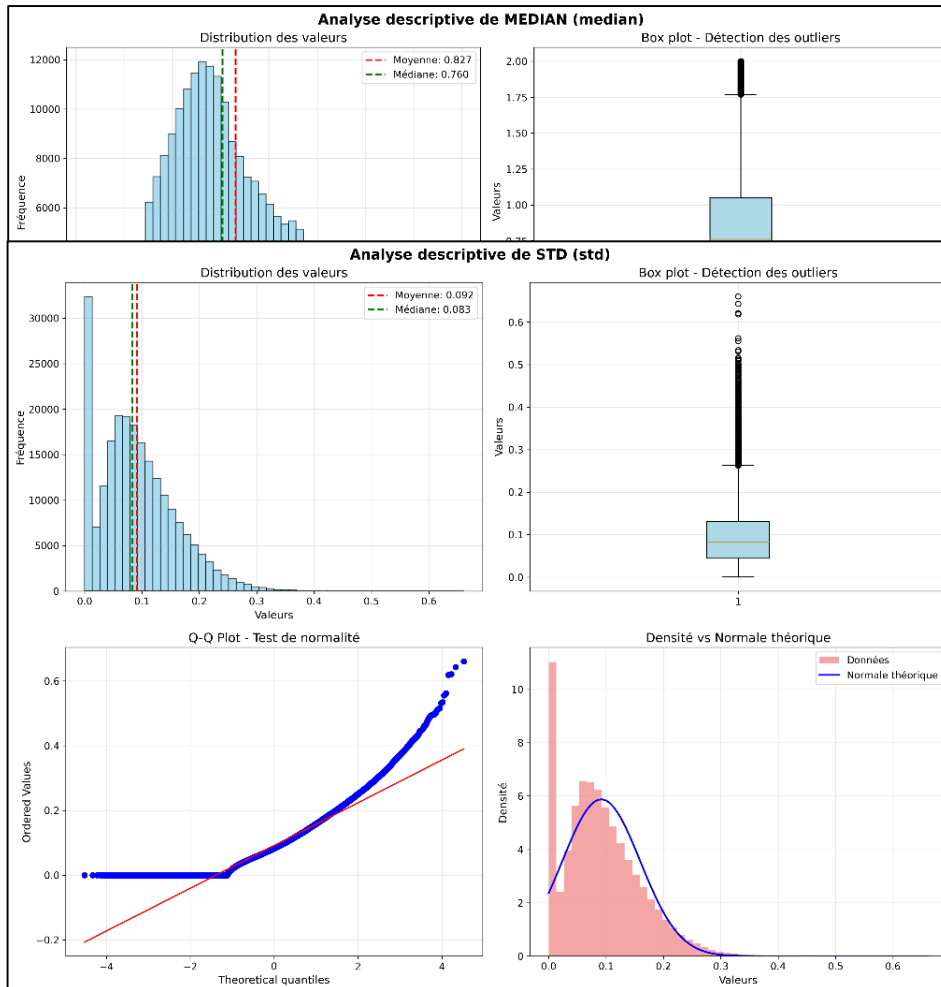 Analyse descriptive de MEDIAN (median)
Distribution des valeurs
Box plot - Détection des outliers
Moyenne: 0.827
Médiane: 0.760
12000
10000
8000
6000
Fréquence
2.00
1.75
1.00
Valeurs
Analyse descriptive de STD (std)
Distribution des valeurs
Box plot - Détection des outliers
Moyenne: 0.092
Médiane: 0.083
30000
25000
20000
15000
10000
5000
0
Fréquence
0.0 0.1 0.2 0.3 0.4 0.5 0.6
Valeurs
0.6
0.5
0.4
0.3
0.2
0.1
0.0
Valeurs
1
Q-Q Plot - Test de normalité
0.6
0.4
0.2
0.0
−0.2
Ordered Values
−4 −2 0 2 4
Theoretical quantiles
Densité vs Normale théorique
Données
Normale théorique
10
8
6
4
2
0
Densité
0.0 0.1 0.2 0.3 0.4 0.5 0.6
Valeurs